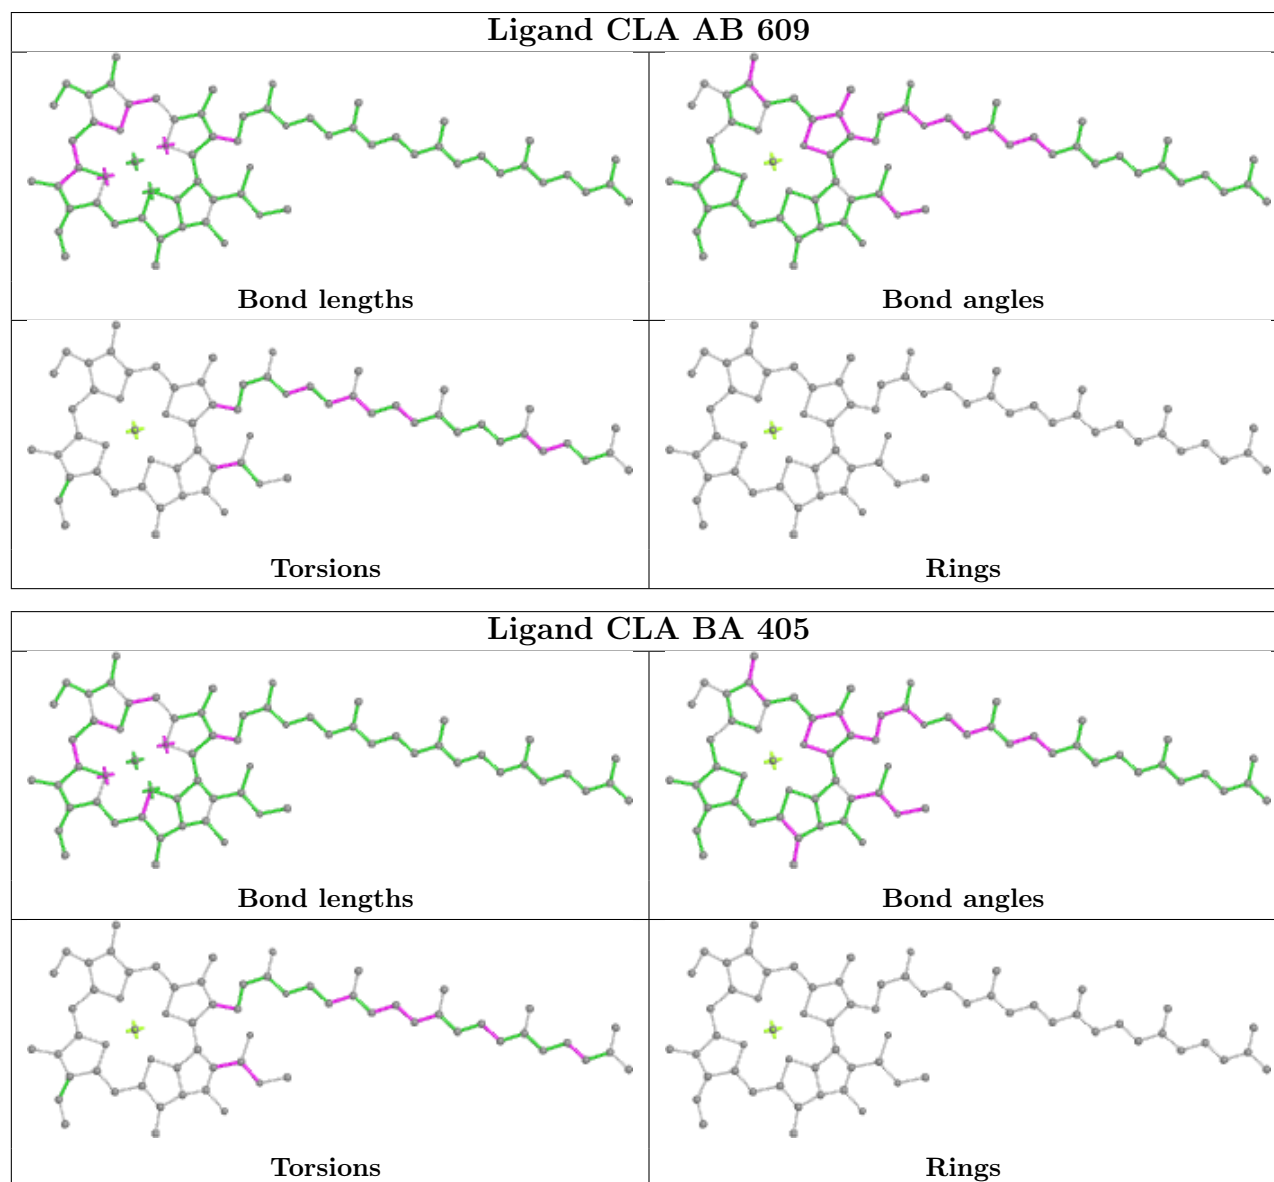 Ligand CLA AB 609
Bond lengths
Bond angles
Torsions
Rings
Ligand CLA BA 405
Bond lengths
Bond angles
Torsions
Rings